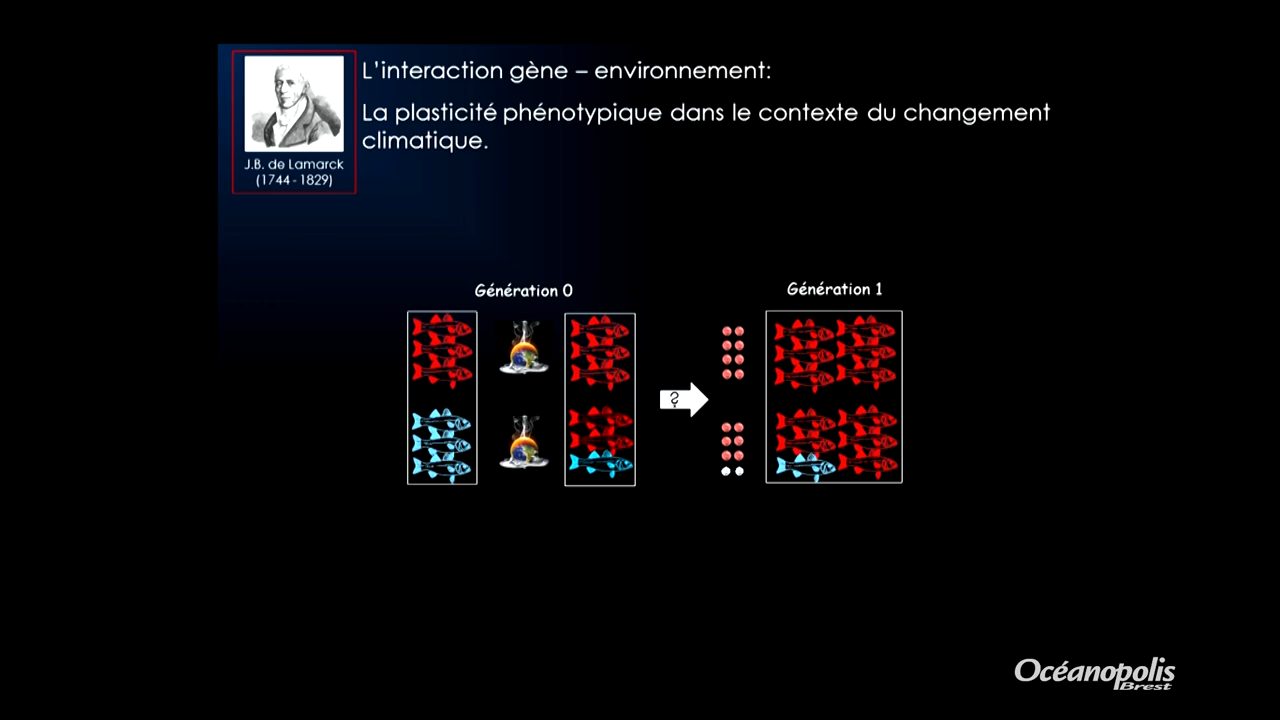 L'interaction gène – environnement:
La plasticité phénotypique dans le contexte du changement
climatique.
J.B. de Lamarck
(1744 - 1829)
Génération 0
Génération 1
?
Océanopolis
Brest